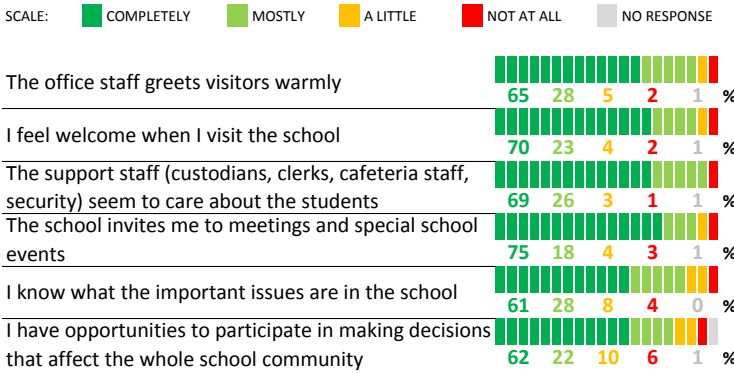 SCALE: COMPLETELY MOSTLY A LITTLE NOT AT ALL NO RESPONSE
The office staff greets visitors warmly
65 28 5 2 1 %
I feel welcome when I visit the school
70 23 4 2 1 %
The support staff (custodians, clerks, cafeteria staff,
security) seem to care about the students
69 26 3 1 1 %
The school invites me to meetings and special school
events
75 18 4 3 1 %
I know what the important issues are in the school
61 28 8 4 0 %
I have opportunities to participate in making decisions
that affect the whole school community
62 22 10 6 1 %